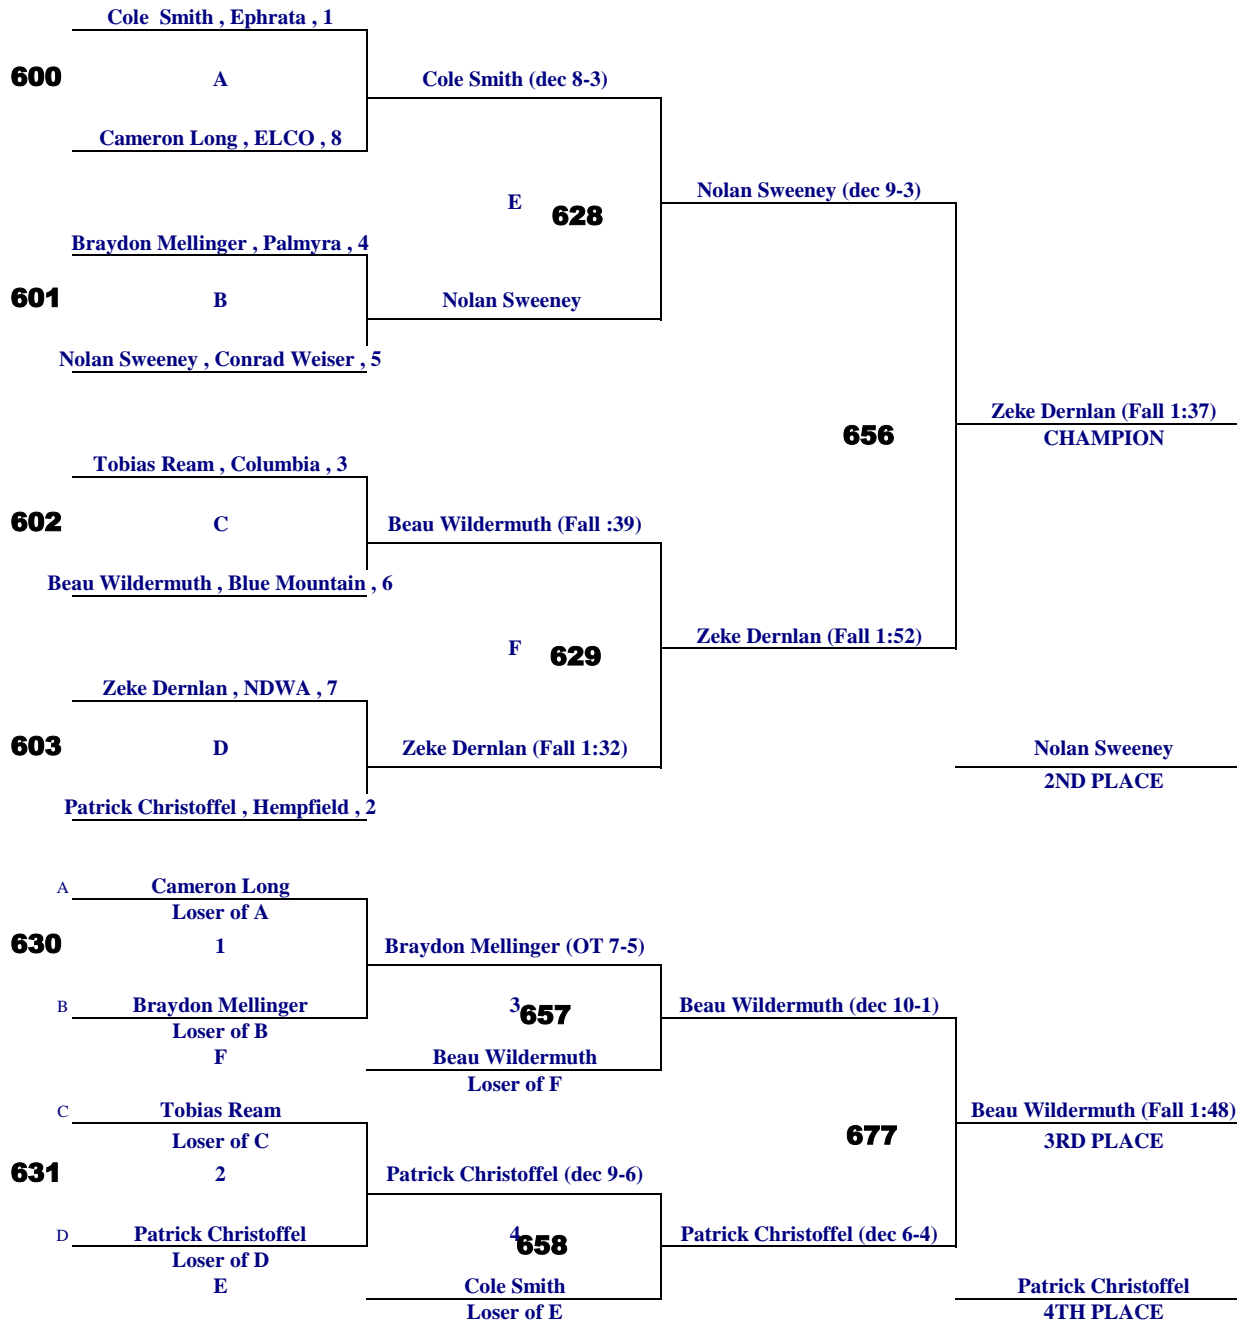 Cole  Smith , Ephrata , 1
600
A
Cole Smith (dec 8-3)
Cameron Long , ELCO , 8
E
628
Nolan Sweeney (dec 9-3)
Braydon Mellinger , Palmyra , 4
601
B
Nolan Sweeney
Nolan Sweeney , Conrad Weiser , 5
656
Zeke Dernlan (Fall 1:37)
CHAMPION
Tobias Ream , Columbia , 3
602
C
Beau Wildermuth (Fall :39)
Beau Wildermuth , Blue Mountain , 6
F
629
Zeke Dernlan (Fall 1:52)
Zeke Dernlan , NDWA , 7
603
D
Zeke Dernlan (Fall 1:32)
Nolan Sweeney
2ND PLACE
Patrick Christoffel , Hempfield , 2
A
Cameron Long
Loser of A
630
1
Braydon Mellinger (OT 7-5)
B
Braydon Mellinger
3
657
Beau Wildermuth (dec 10-1)
Loser of B
F
Beau Wildermuth
Loser of F
C
Tobias Ream
Beau Wildermuth (Fall 1:48)
Loser of C
677
3RD PLACE
631
2
Patrick Christoffel (dec 9-6)
D
Patrick Christoffel
4
658
Patrick Christoffel (dec 6-4)
Loser of D
E
Cole Smith
Patrick Christoffel
Loser of E
4TH PLACE